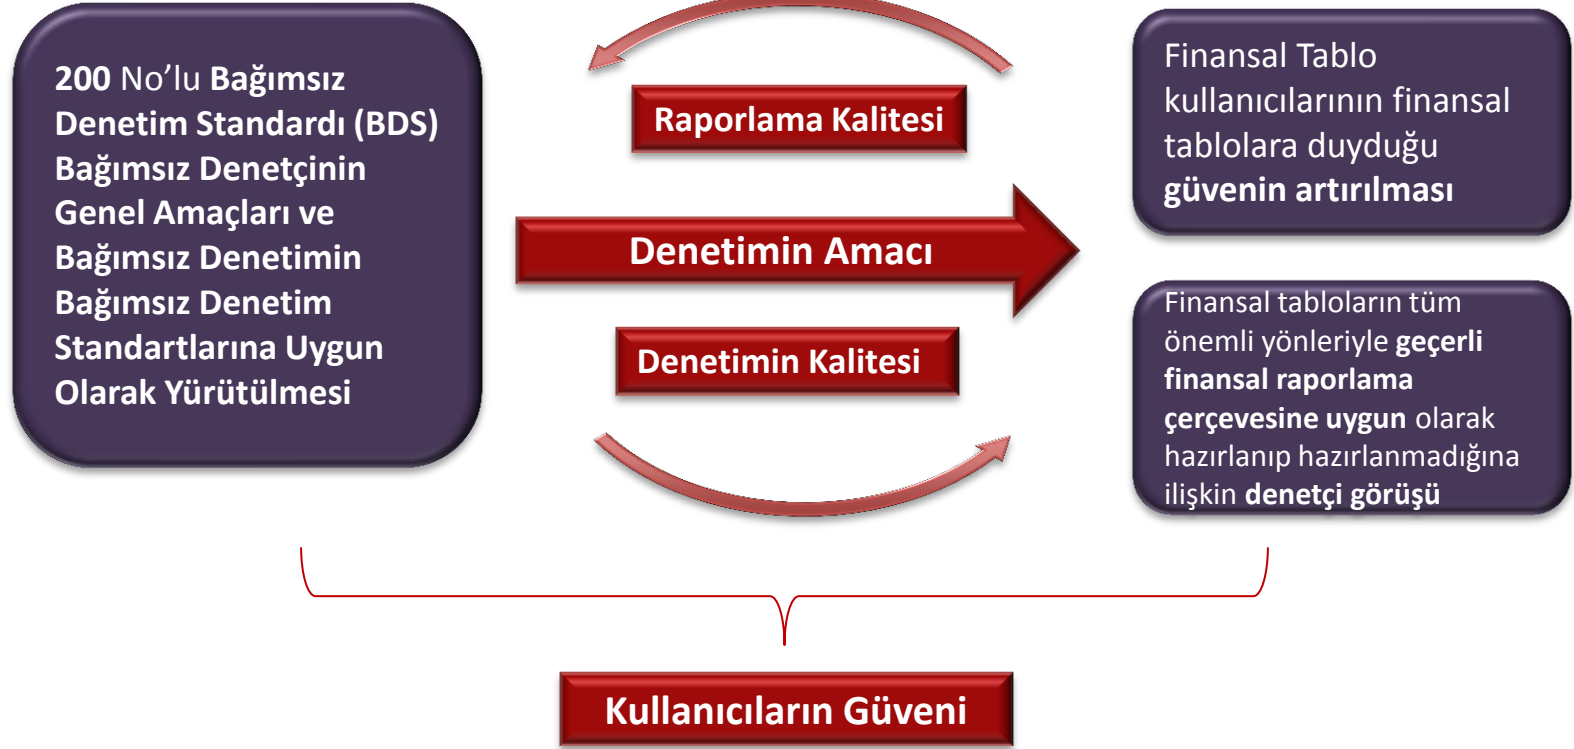 200 No’lu Bağımsız
Denetim Standardı (BDS)
Bağımsız Denetçinin
Genel Amaçları ve
Bağımsız Denetimin
Bağımsız Denetim
Standartlarına Uygun
Olarak Yürütülmesi
Raporlama Kalitesi
Denetimin Amacı
Denetimin Kalitesi
Finansal Tablo
kullanıcılarının finansal
tablolara duyduğu
güvenin artırılması
Finansal tabloların tüm
önemli yönleriyle geçerli
finansal raporlama
çerçevesine uygun olarak
hazırlanıp hazırlanmadığına
ilişkin denetçi görüşü
Kullanıcıların Güveni